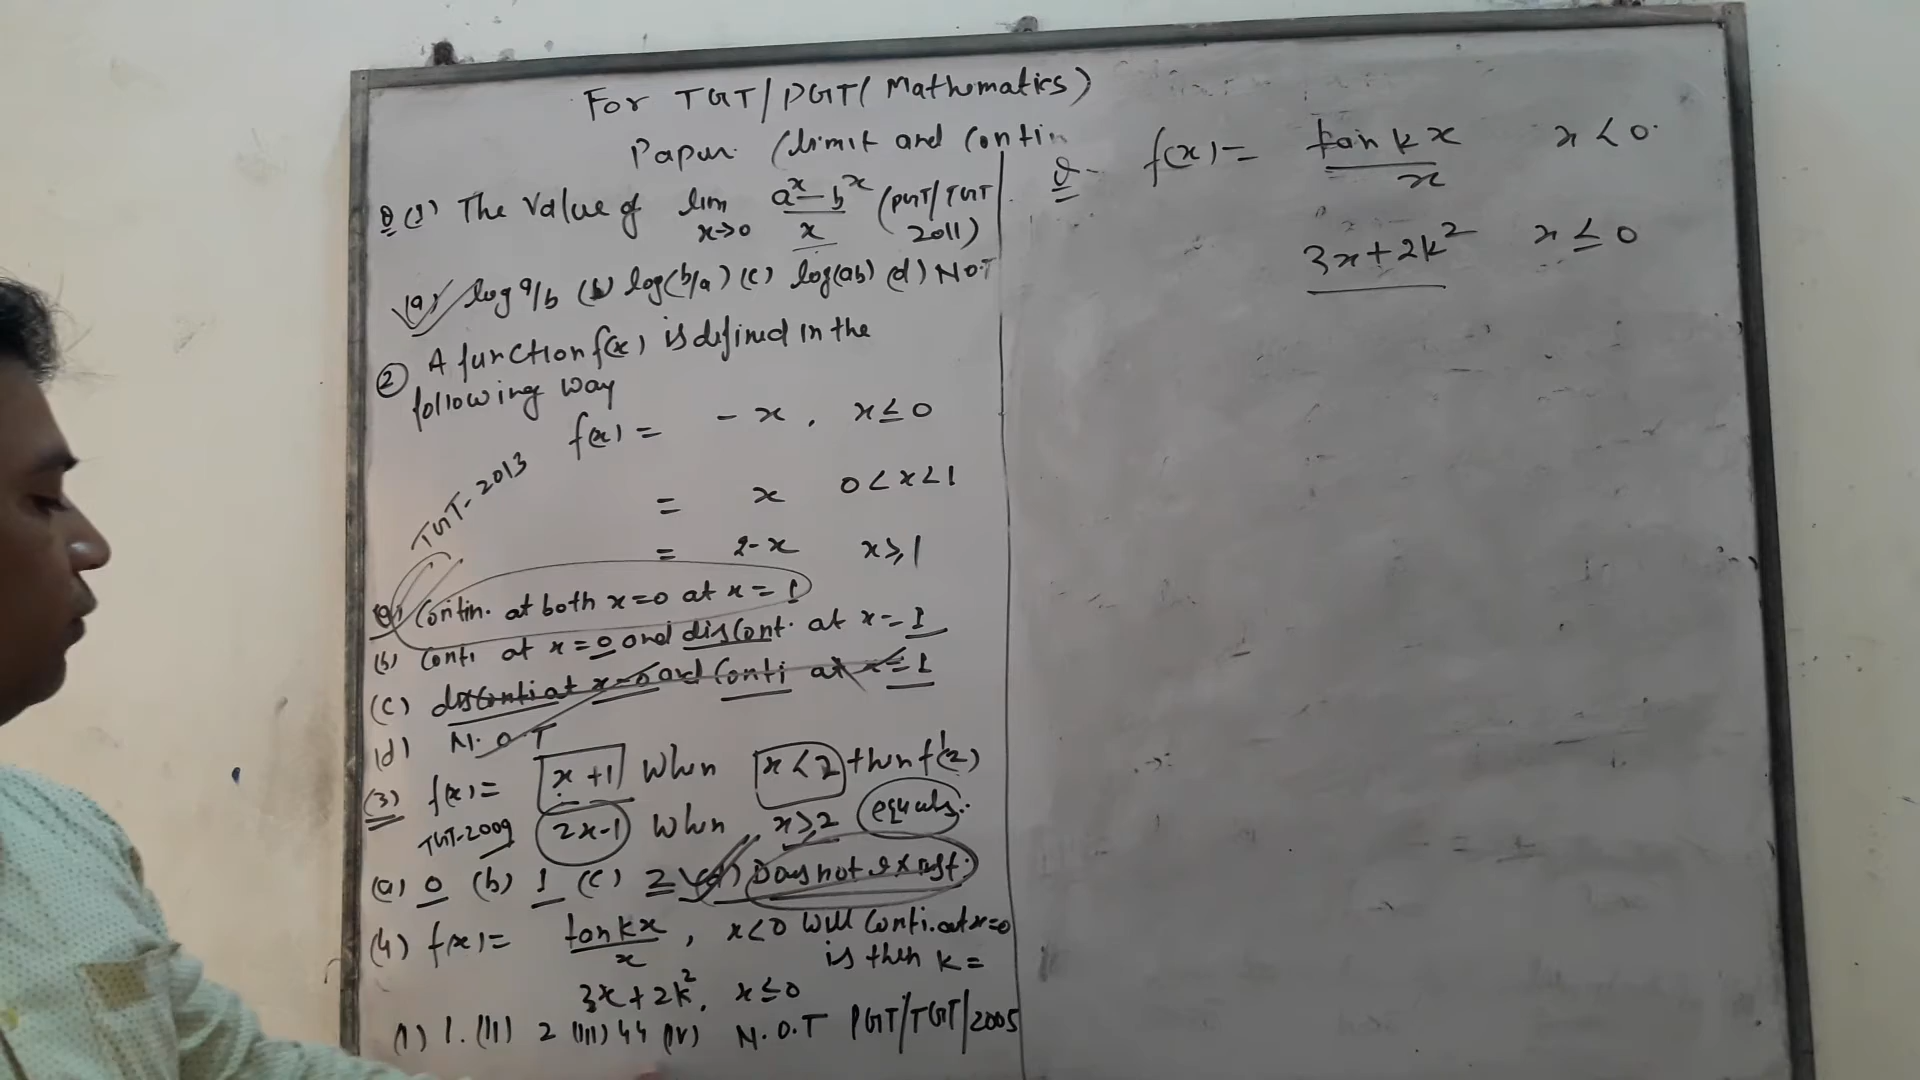 For TGT/PGT (Mathematics)
Paper (limit and Contin
Q (1) The value of lim x→0 a^x - b^x / x (PGT/TGT 2011)
(a) log a/b (b) log(b/a) (c) log(ab) (d) N.O.T
(2) A function f(x) is defined in the
following way
f(x) = -x, x≤0
= x 0<x<1
= 2-x x≥1
TGT-2013
(a) Contin. at both x=0 at x=1
(b) Conti at x=0 and discont. at x=1
(c) disconti at x=0 and Conti at x=1
(d) N.O.T
(3) f(x)= x+1 When x<2 then f'(2)
TGT-2009 2x-1 When x≥2 equals.
(a) 0 (b) 1 (c) 2 (d) Does not exist.
(4) f(x)= tan kx / x, x<0 will Conti. at x=0
is then k=
3x+2k², x≤0
(I) 1. (II) 2 (III) 44 (IV) N.O.T PGT/TGT/2005
Q- f(x)= tan kx / x x<0.
3x+2k² x≤0